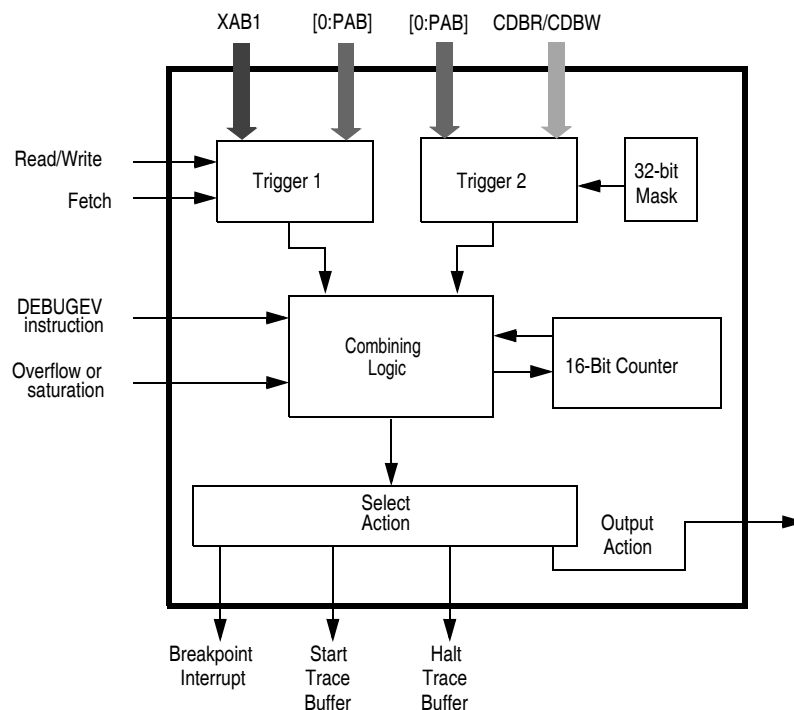 XAB1 [0:PAB] [0:PAB] CDBR/CDBW
Read/Write
Fetch
Trigger 1
Trigger 2
32-bit
Mask
DEBUGEV
instruction
Overflow or
saturation
Combining
Logic
16-Bit Counter
Select
Action
Output
Action
Breakpoint
Interrupt
Start
Trace
Buffer
Halt
Trace
Buffer